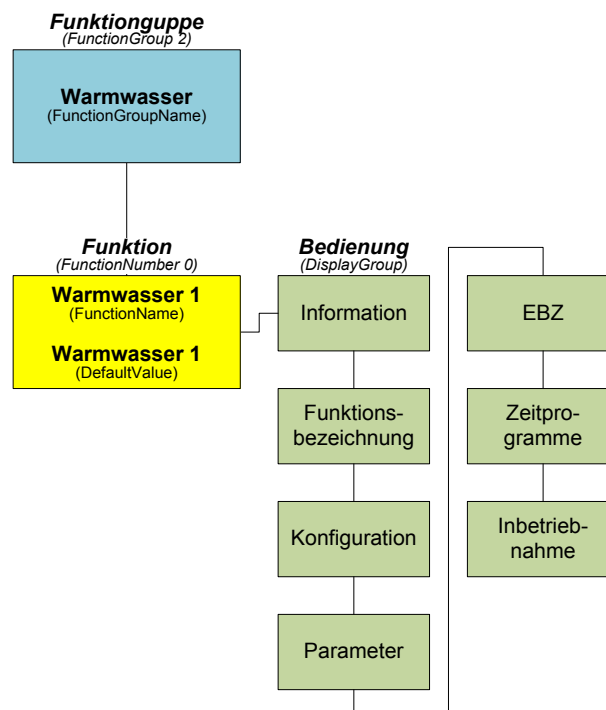 Funktionguppe
(FunctionGroup 2)
Warmwasser
(FunctionGroupName)
Funktion
(FunctionNumber 0)
Warmwasser 1
(FunctionName)
Warmwasser 1
(DefaultValue)
Bedienung
(DisplayGroup)
Information
Funktions-
bezeichnung
Konfiguration
Parameter
EBZ
Zeitpro-
gramme
Inbetrieb-
nahme